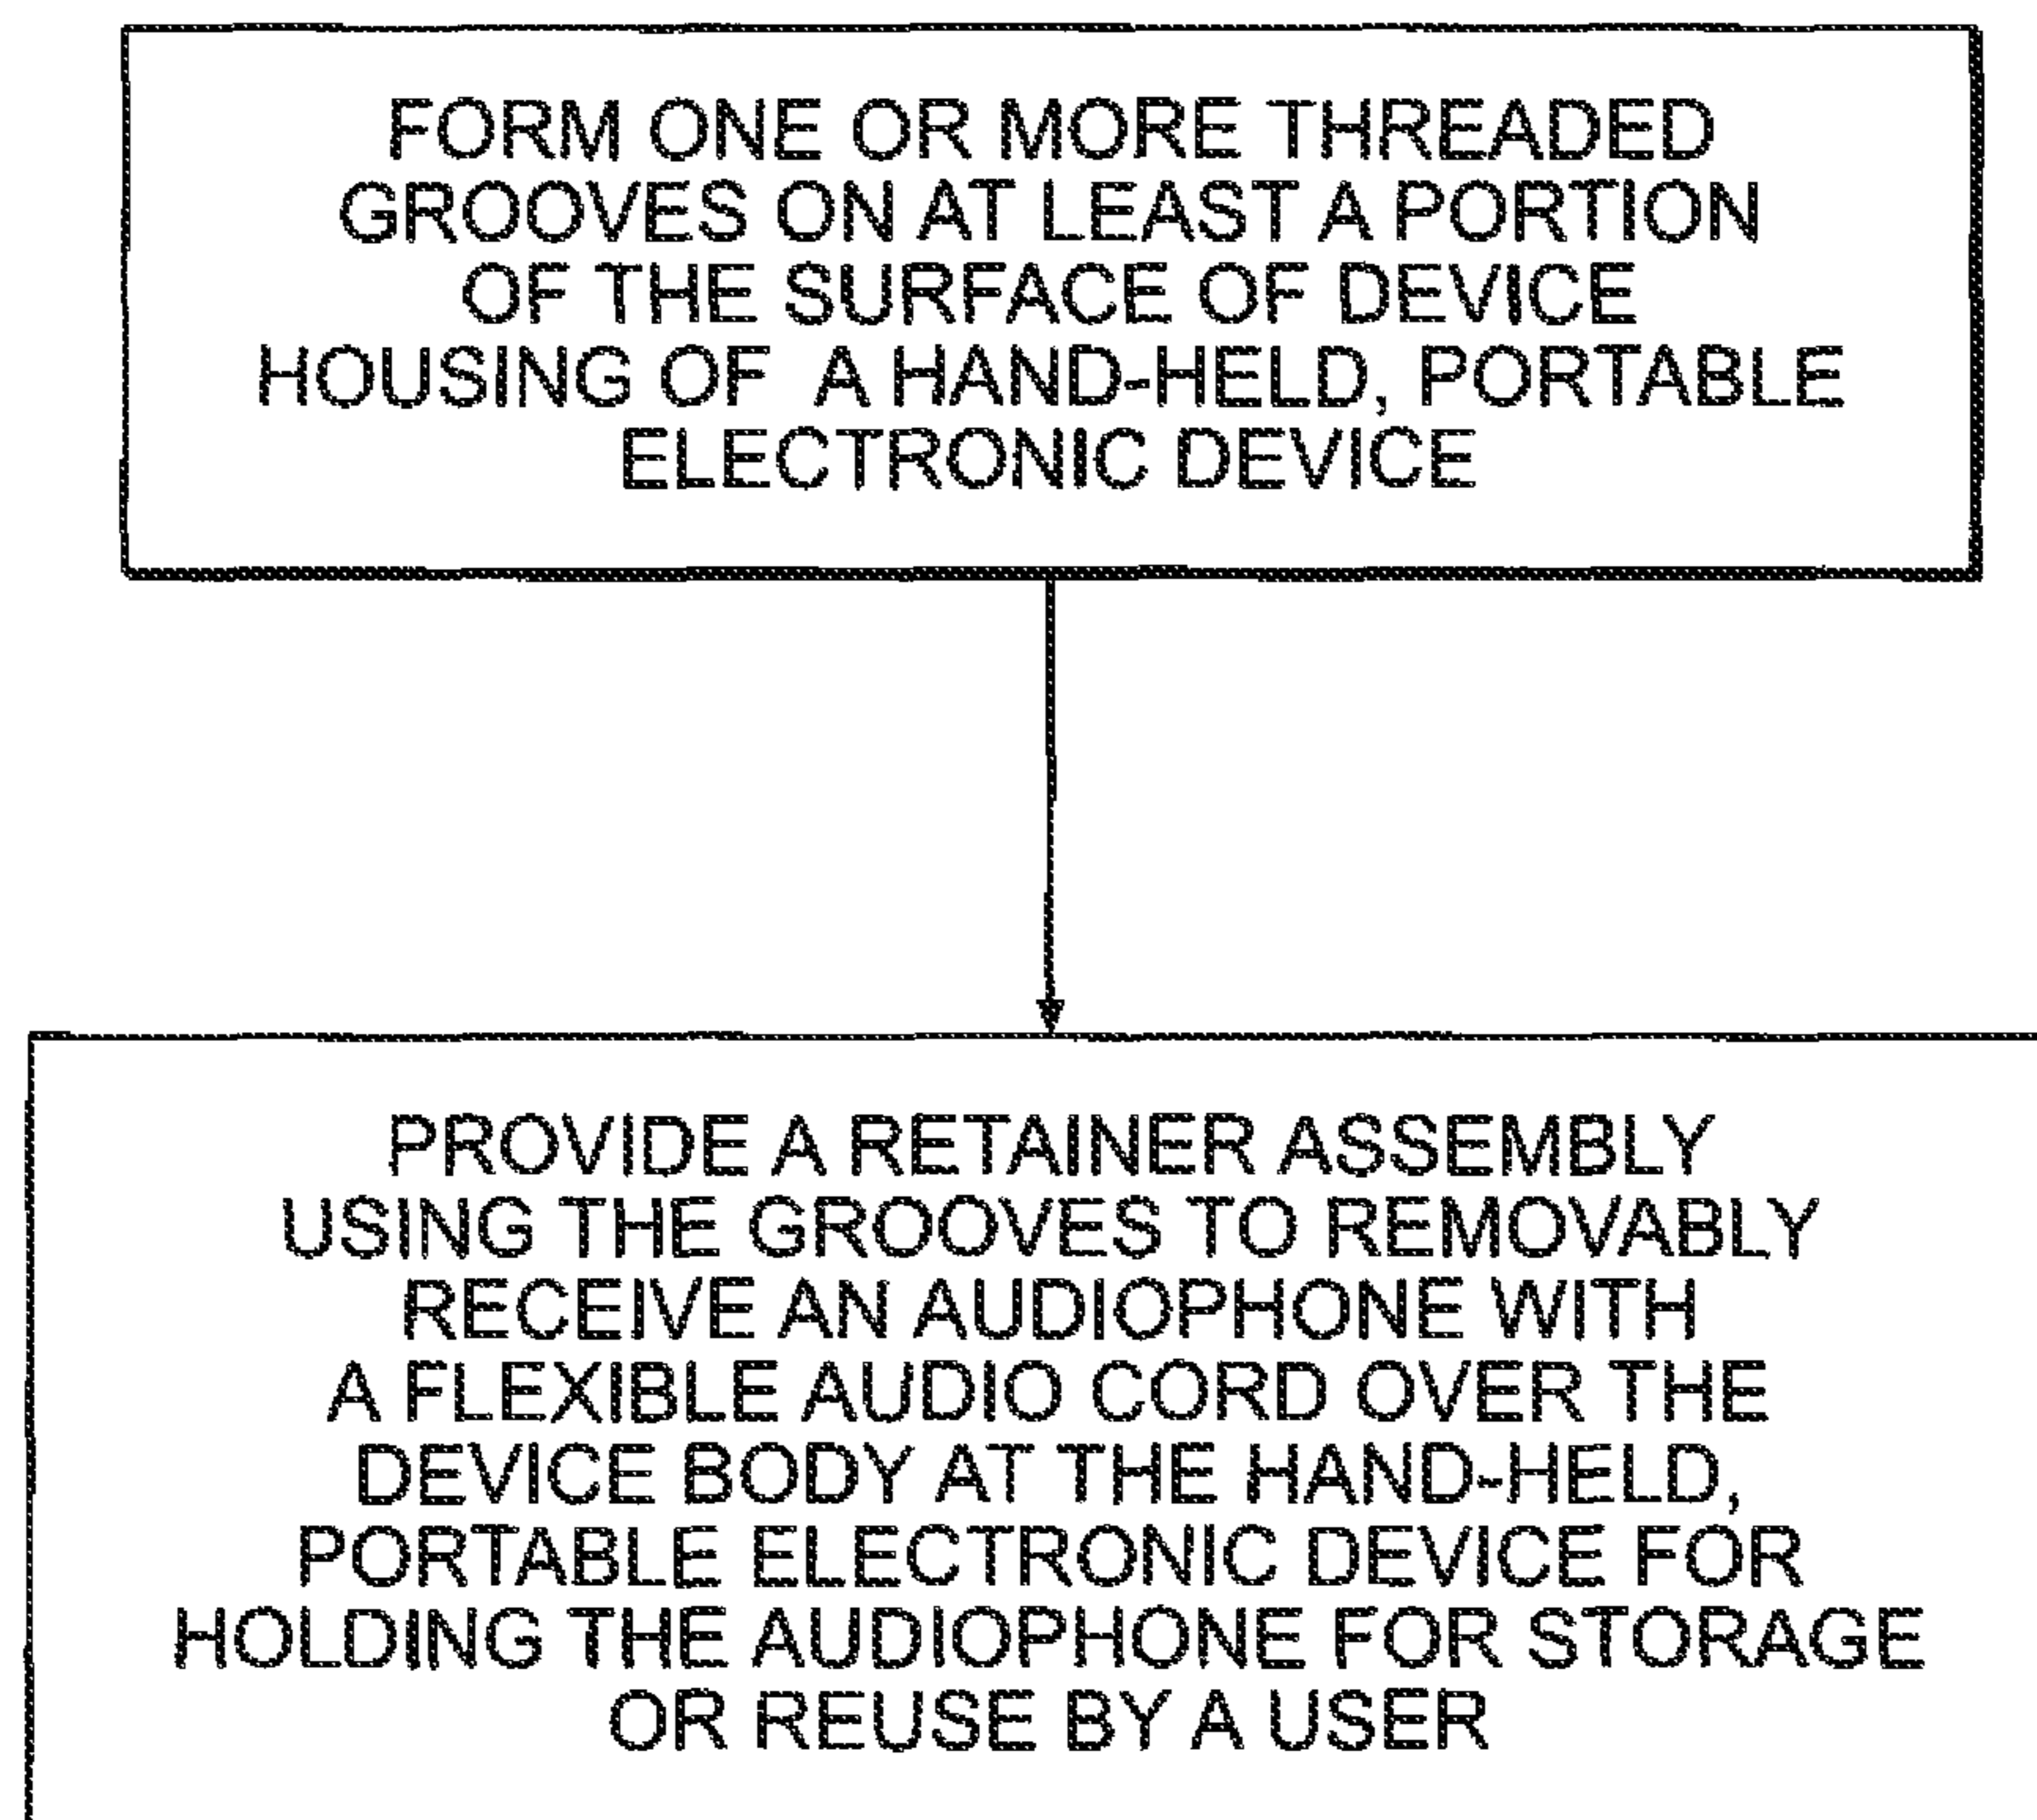 FORM ONE OR MORE THREADED
GROOVES ON AT LEAST A PORTION
OF THE SURFACE OF DEVICE
HOUSING OF A HAND-HELD, PORTABLE
ELECTRONIC DEVICE
PROVIDE A RETAINER ASSEMBLY
USING THE GROOVES TO REMOVABLY
RECEIVE AN AUDIOPHONE WITH
A FLEXIBLE AUDIO CORD OVER THE
DEVICE BODY AT THE HAND-HELD,
PORTABLE ELECTRONIC DEVICE FOR
HOLDING THE AUDIOPHONE FOR STORAGE
OR REUSE BY A USER